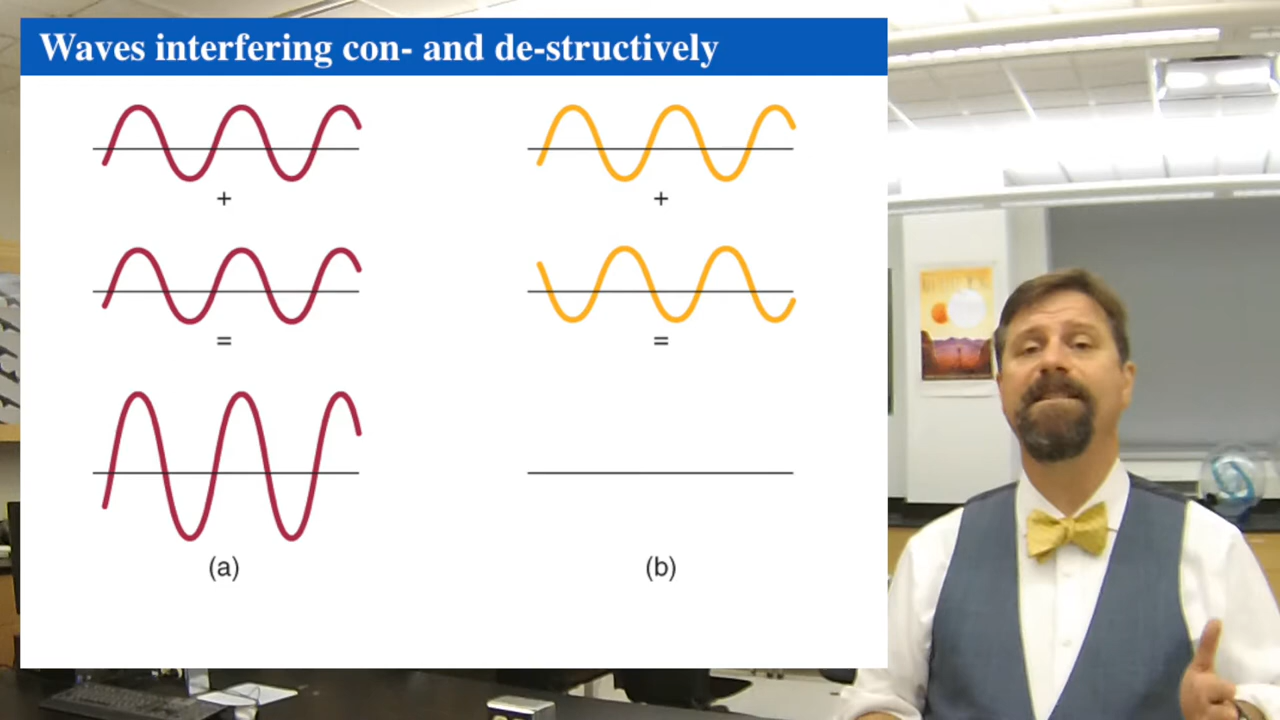 Waves interfering con- and de-structively
+
+
=
=
(a)
(b)